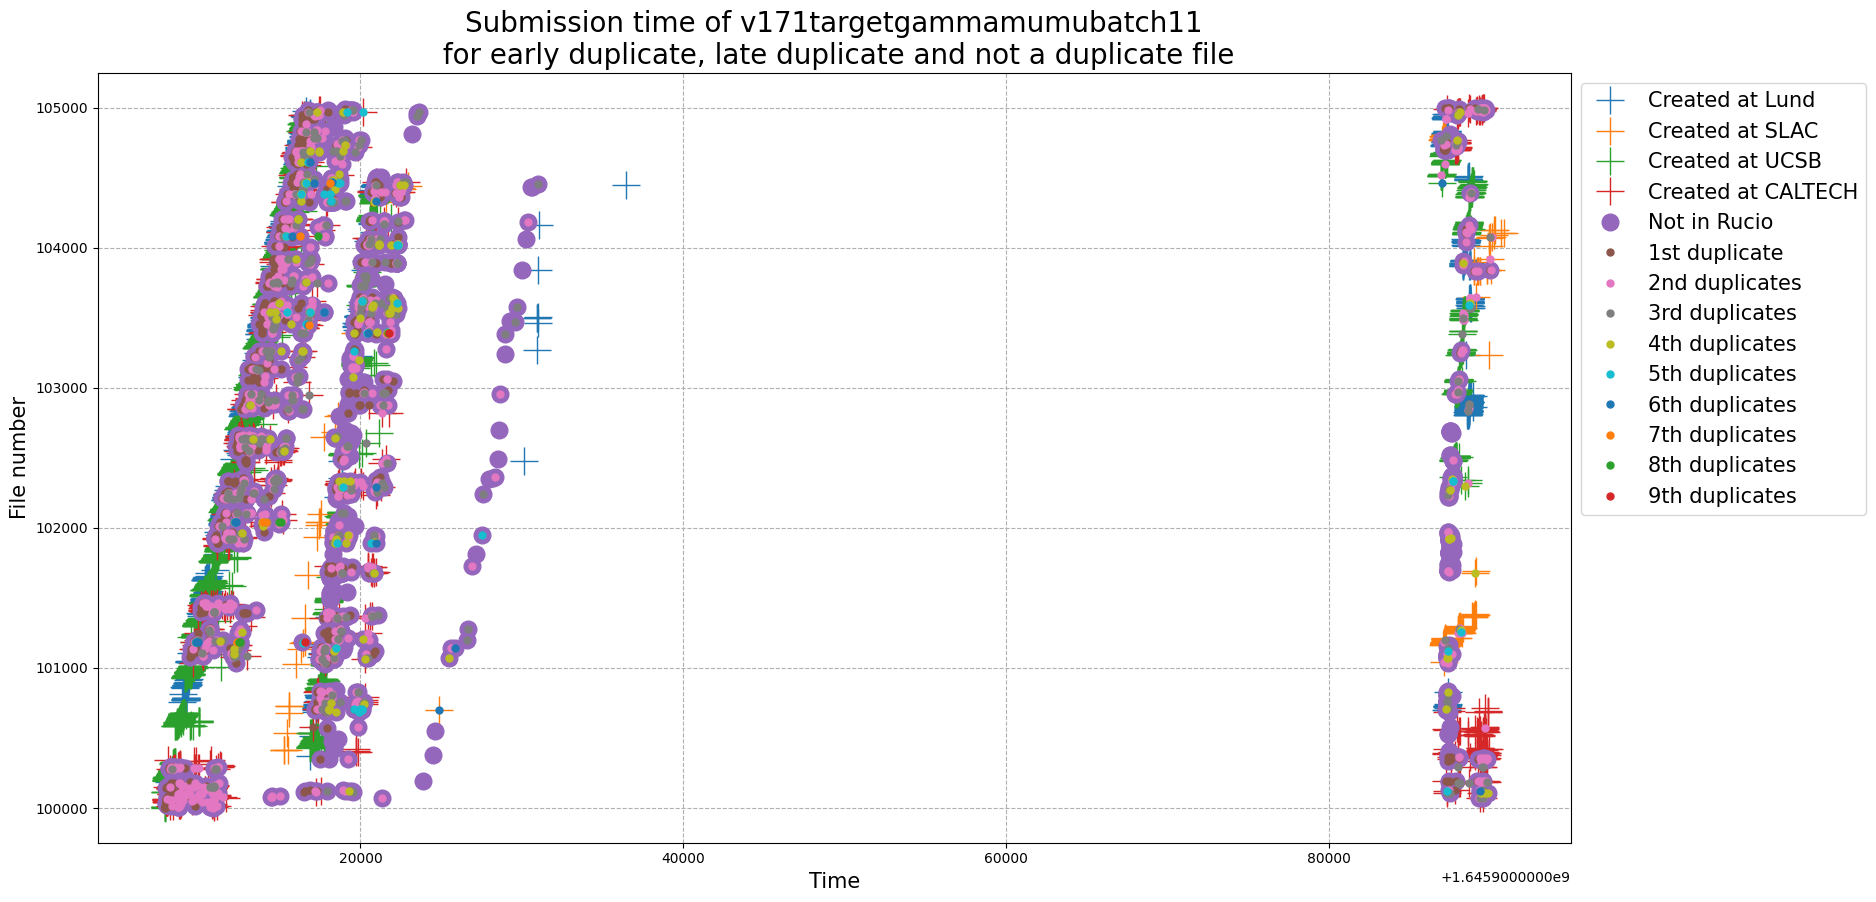 Submission time of v171targetgammamumubatch11
for early duplicate, late duplicate and not a duplicate file
File number
105000
104000
103000
102000
101000
100000
20000
40000
60000
80000
+1.6459000000e9
Time
Created at Lund
Created at SLAC
Created at UCSB
Created at CALTECH
Not in Rucio
1st duplicate
2nd duplicates
3rd duplicates
4th duplicates
5th duplicates
6th duplicates
7th duplicates
8th duplicates
9th duplicates